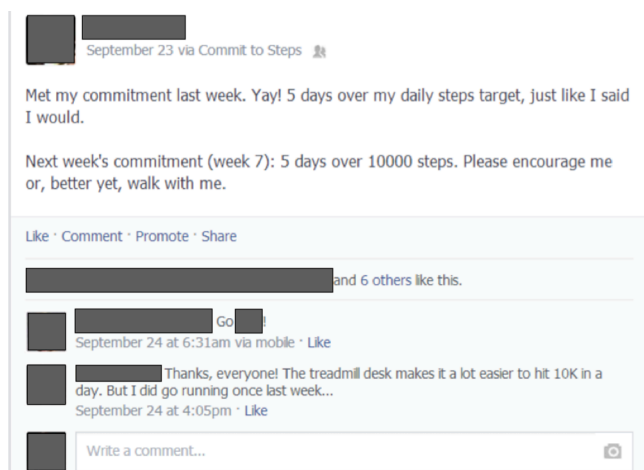 September 23 via Commit to Steps
Met my commitment last week. Yay! 5 days over my daily steps target, just like I said
I would.
Next week's commitment (week 7): 5 days over 10000 steps. Please encourage me
or, better yet, walk with me.
Like · Comment · Promote · Share
and 6 others like this.
Go !
September 24 at 6:31am via mobile · Like
Thanks, everyone! The treadmill desk makes it a lot easier to hit 10K in a
day. But I did go running once last week...
September 24 at 4:05pm · Like
Write a comment...